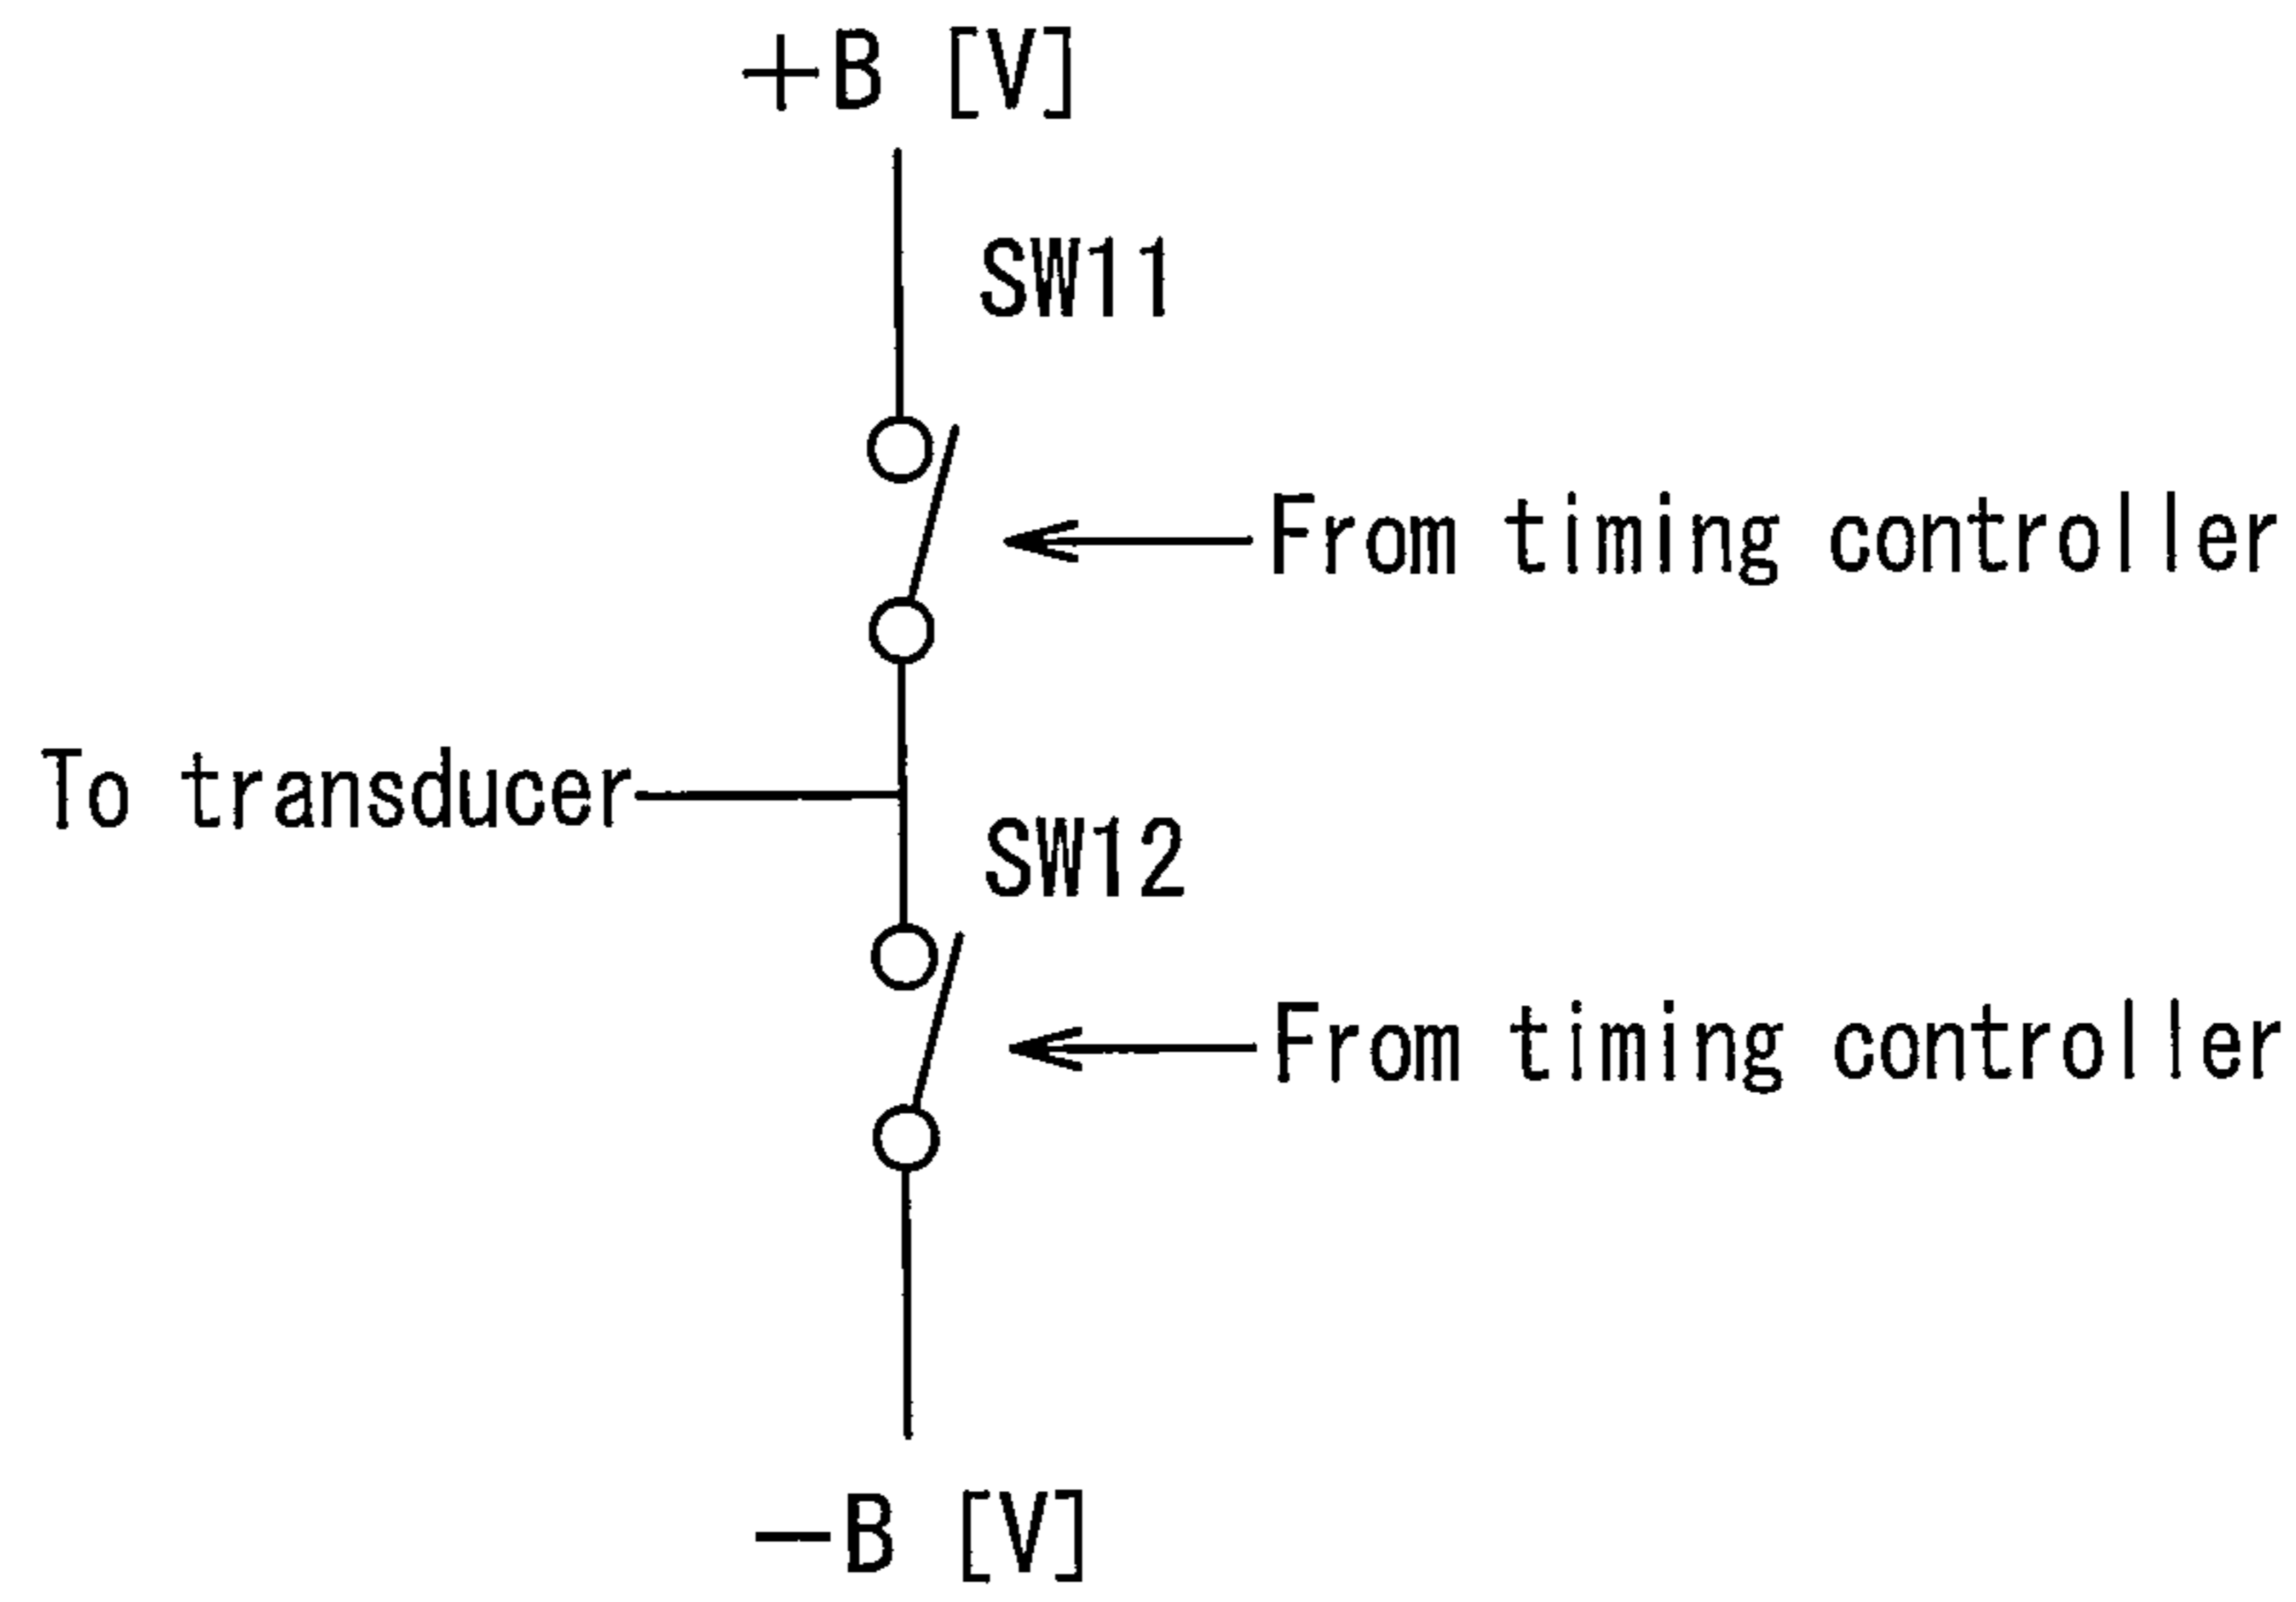 +B [V]
SW11
From timing controller
To transducer
SW12
From timing controller
−B [V]